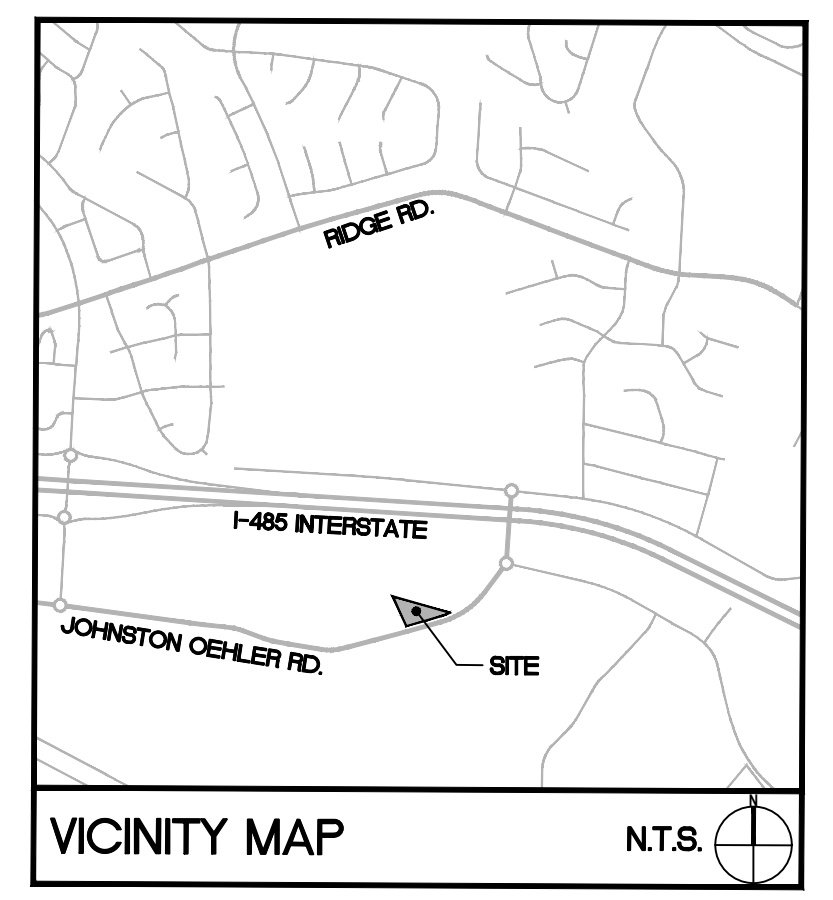 RIDGE RD.
I-485 INTERSTATE
JOHNSTON OEHLER RD.
SITE
VICINITY MAP
N.T.S.
N